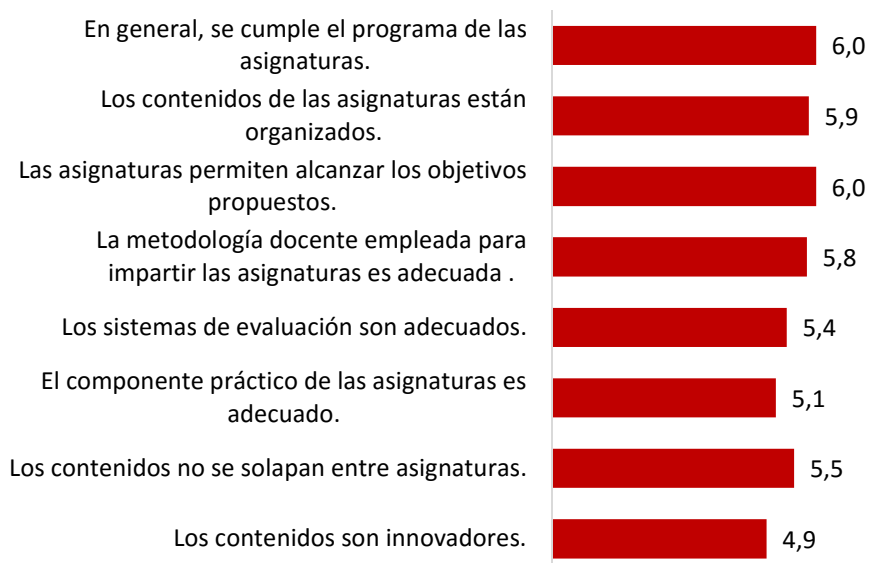 En general, se cumple el programa de las
asignaturas.
6,0
Los contenidos de las asignaturas están
organizados.
5,9
Las asignaturas permiten alcanzar los objetivos
propuestos.
6,0
La metodología docente empleada para
impartir las asignaturas es adecuada .
5,8
Los sistemas de evaluación son adecuados.
5,4
El componente práctico de las asignaturas es
adecuado.
5,1
Los contenidos no se solapan entre asignaturas.
5,5
Los contenidos son innovadores.
4,9